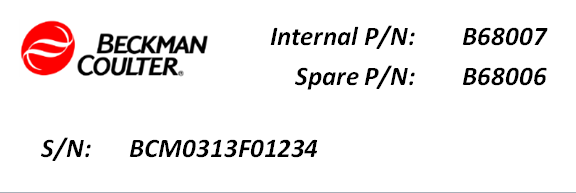 BECKMAN
COULTER®
Internal P/N: B68007
Spare P/N: B68006
S/N: BCM0313F01234